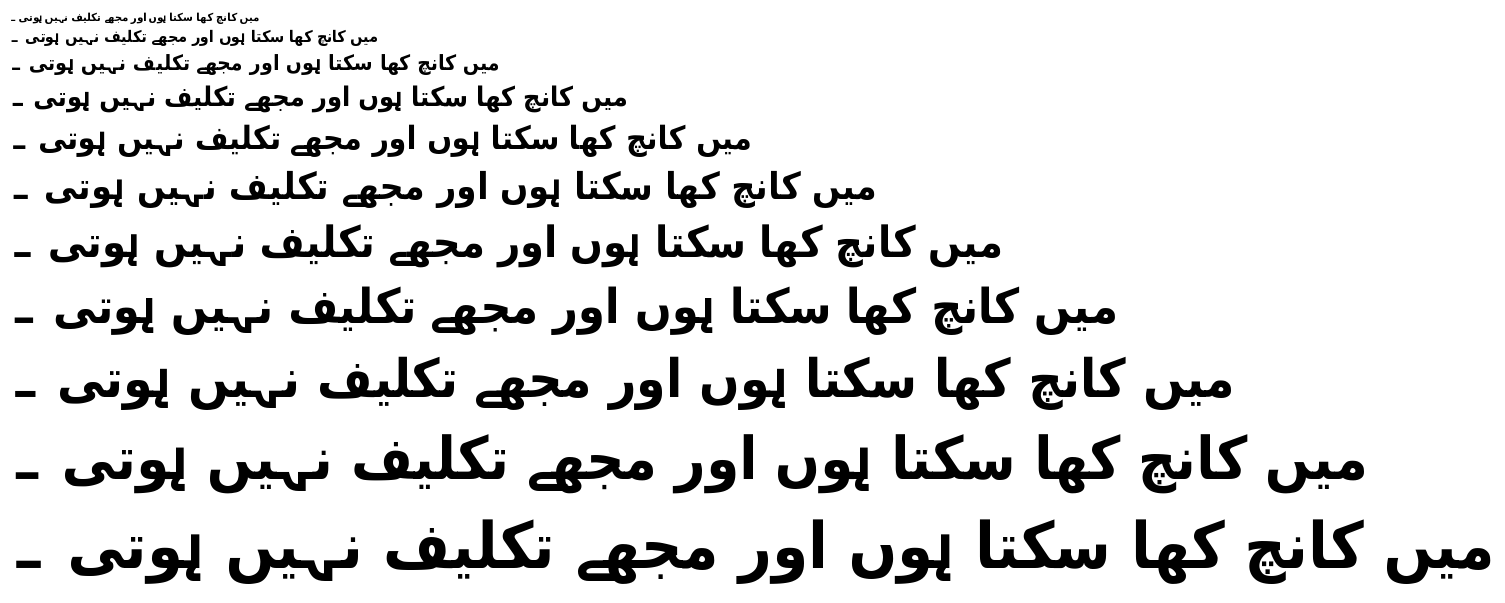 میں کانچ کھا سکتا ہوں اور مجھے تکلیف نہیں ہوتی ۔
میں کانچ کھا سکتا ہوں اور مجھے تکلیف نہیں ہوتی ۔
میں کانچ کھا سکتا ہوں اور مجھے تکلیف نہیں ہوتی ۔
میں کانچ کھا سکتا ہوں اور مجھے تکلیف نہیں ہوتی ۔
میں کانچ کھا سکتا ہوں اور مجھے تکلیف نہیں ہوتی ۔
میں کانچ کھا سکتا ہوں اور مجھے تکلیف نہیں ہوتی ۔
میں کانچ کھا سکتا ہوں اور مجھے تکلیف نہیں ہوتی ۔
میں کانچ کھا سکتا ہوں اور مجھے تکلیف نہیں ہوتی ۔
میں کانچ کھا سکتا ہوں اور مجھے تکلیف نہیں ہوتی ۔
میں کانچ کھا سکتا ہوں اور مجھے تکلیف نہیں ہوتی ۔
میں کانچ کھا سکتا ہوں اور مجھے تکلیف نہیں ہوتی ۔